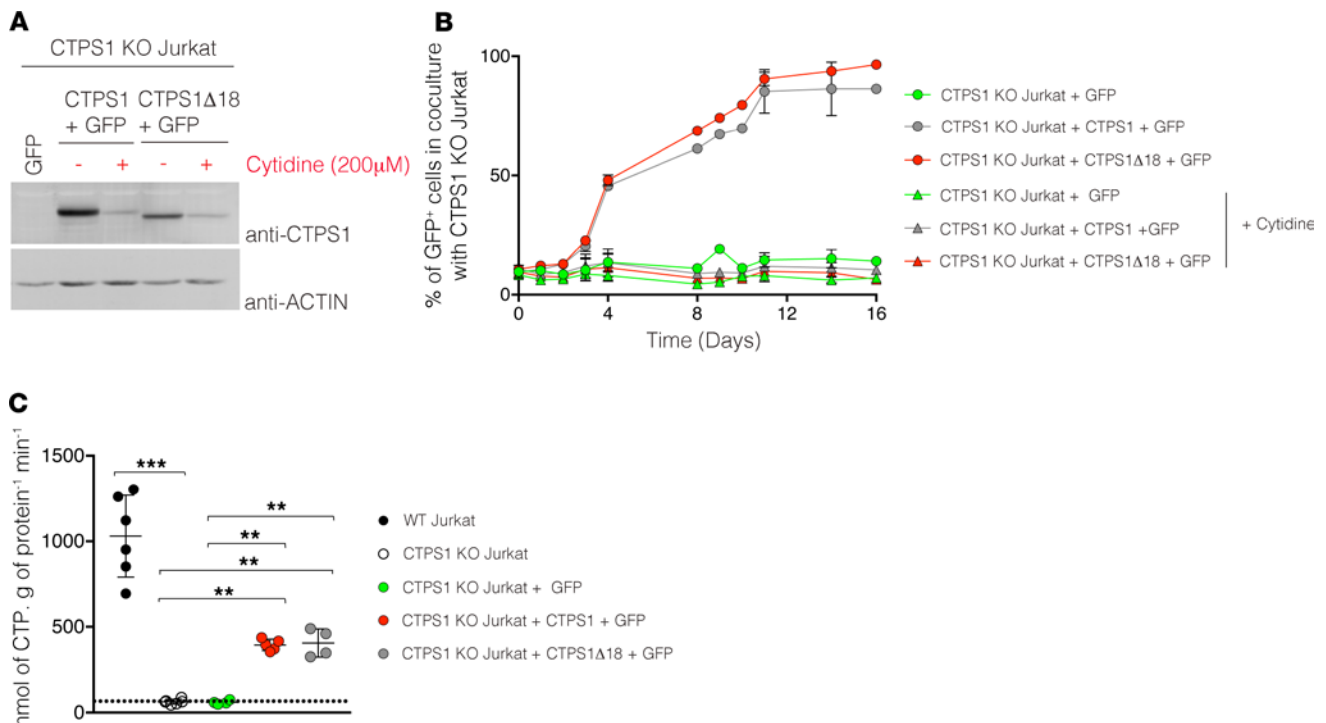 A
CTPS1 KO Jurkat
CTPS1 CTPS1Δ18
+ GFP + GFP
GFP
- + - +
Cytidine (200μM)
anti-CTPS1
anti-ACTIN
B
% of GFP⁺ cells in coculture
with CTPS1 KO Jurkat
100
50
0
0 4 8 12 16
Time (Days)
CTPS1 KO Jurkat + GFP
CTPS1 KO Jurkat + CTPS1 + GFP
CTPS1 KO Jurkat + CTPS1Δ18 + GFP
CTPS1 KO Jurkat + GFP
CTPS1 KO Jurkat + CTPS1 +GFP
CTPS1 KO Jurkat + CTPS1Δ18 + GFP
+ Cytidine
C
nmol of CTP. g of protein⁻¹ min⁻¹
1500
1000
500
0
***
**
**
**
**
WT Jurkat
CTPS1 KO Jurkat
CTPS1 KO Jurkat + GFP
CTPS1 KO Jurkat + CTPS1 + GFP
CTPS1 KO Jurkat + CTPS1Δ18 + GFP